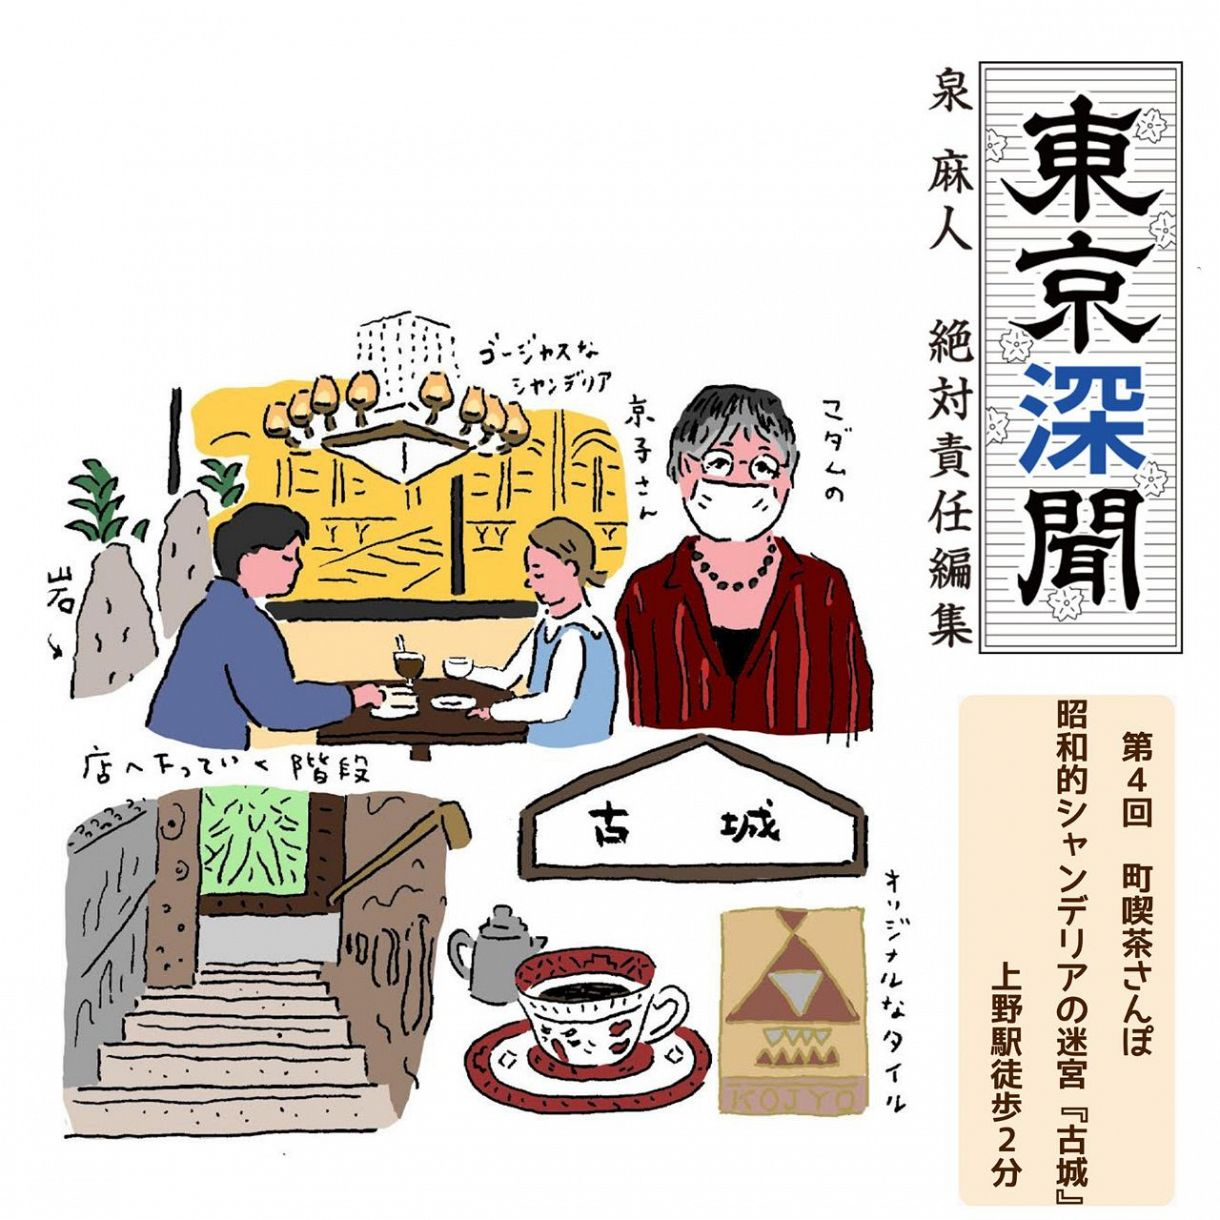 東京深聞
泉 麻人 絶対責任編集
第4回 町喫茶さんぽ
昭和的シャンデリアの迷宮『古城』
上野駅徒歩2分
ゴージャスな
シャンデリア
マダムの
京子さん
岩
店へ下っていく階段
古城
オリジナルなタイル
KOJYO